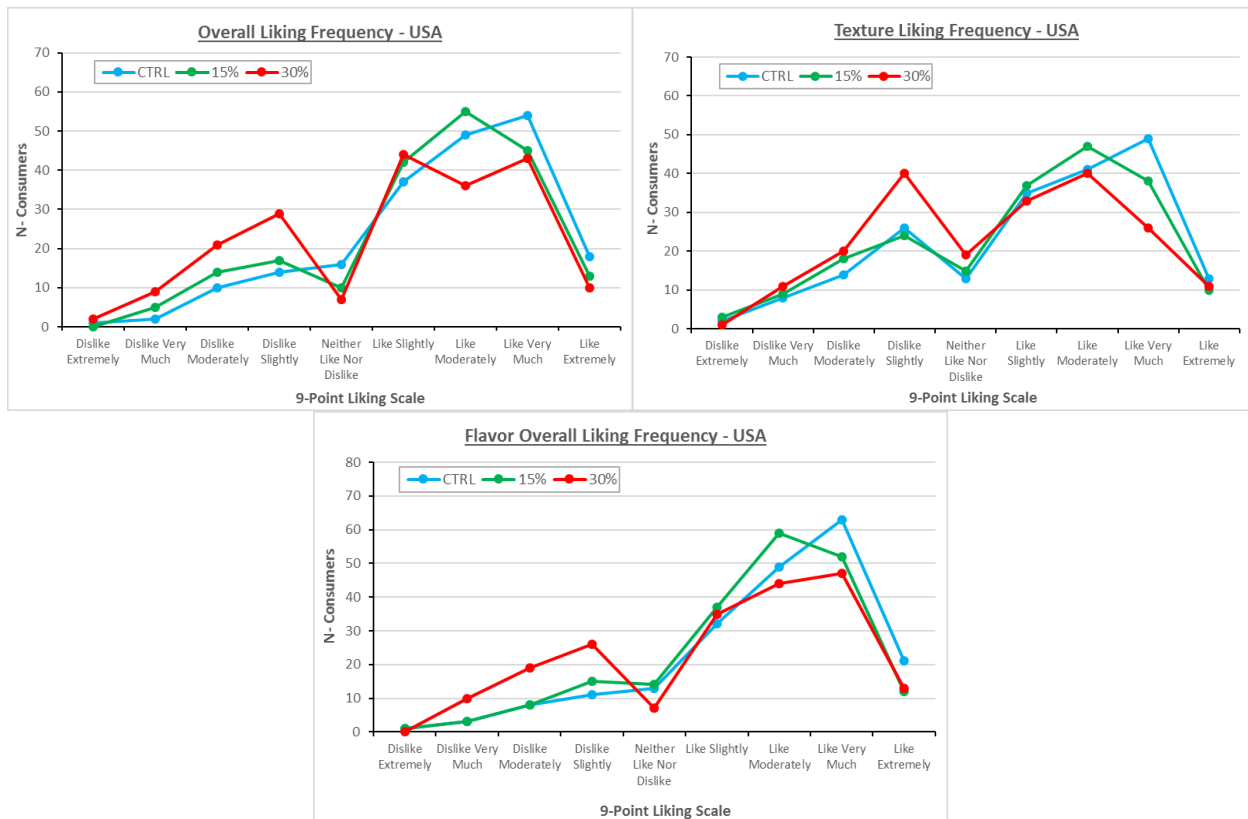 Overall Liking Frequency - USA
CTRL 15% 30%
N- Consumers
70
60
50
40
30
20
10
0
Dislike Extremely
Dislike Very Much
Dislike Moderately
Dislike Slightly
Neither Like Nor Dislike
Like Slightly
Like Moderately
Like Very Much
Like Extremely
9-Point Liking Scale
Texture Liking Frequency - USA
CTRL 15% 30%
N- Consumers
70
60
50
40
30
20
10
0
Dislike Extremely
Dislike Very Much
Dislike Moderately
Dislike Slightly
Neither Like Nor Dislike
Like Slightly
Like Moderately
Like Very Much
Like Extremely
9-Point Liking Scale
Flavor Overall Liking Frequency - USA
CTRL 15% 30%
N- Consumers
80
70
60
50
40
30
20
10
0
Dislike Extremely
Dislike Very Much
Dislike Moderately
Dislike Slightly
Neither Like Nor Dislike
Like Slightly
Like Moderately
Like Very Much
Like Extremely
9-Point Liking Scale